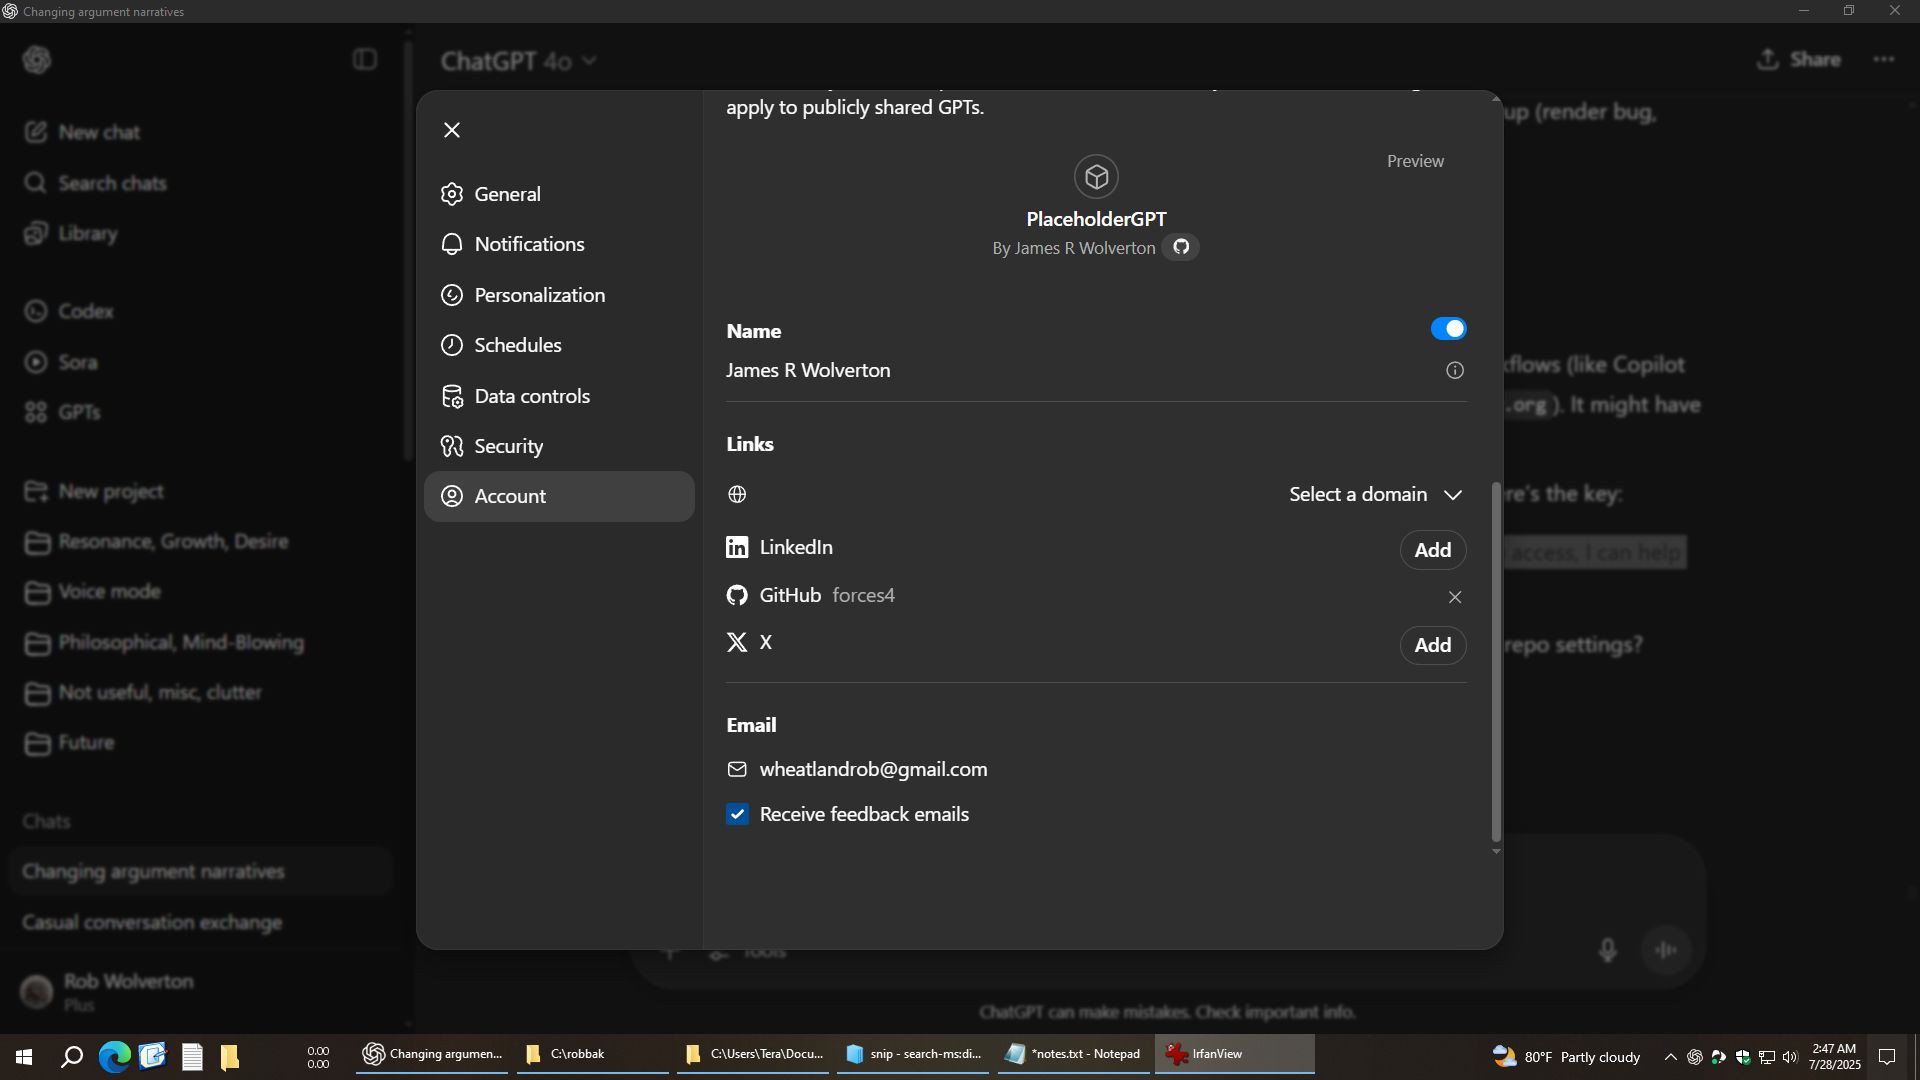 Changing argument narratives
ChatGPT 4o
Share
New chat
Search chats
Library
Codex
Sora
GPTs
New project
Resonance, Growth, Desire
Voice mode
Philosophical, Mind-Blowing
Not useful, misc, clutter
Future
Chats
Changing argument narratives
Casual conversation exchange
Rob Wolverton
Plus
General
Notifications
Personalization
Schedules
Data controls
Security
Account
apply to publicly shared GPTs.
Preview
PlaceholderGPT
By James R Wolverton
Name
James R Wolverton
Links
Select a domain
LinkedIn
Add
GitHub forces4
X
Add
Email
wheatlandrob@gmail.com
Receive feedback emails
up (render bug,
flows (like Copilot
.org ). It might have
re's the key:
access, I can help
repo settings?
Tools
ChatGPT can make mistakes. Check important info.
0.00
0.00
Changing argumen...
C:\robbak
C:\Users\Tera\Docu...
snip - search-ms:di...
*notes.txt - Notepad
IrfanView
80°F Partly cloudy
2:47 AM
7/28/2025